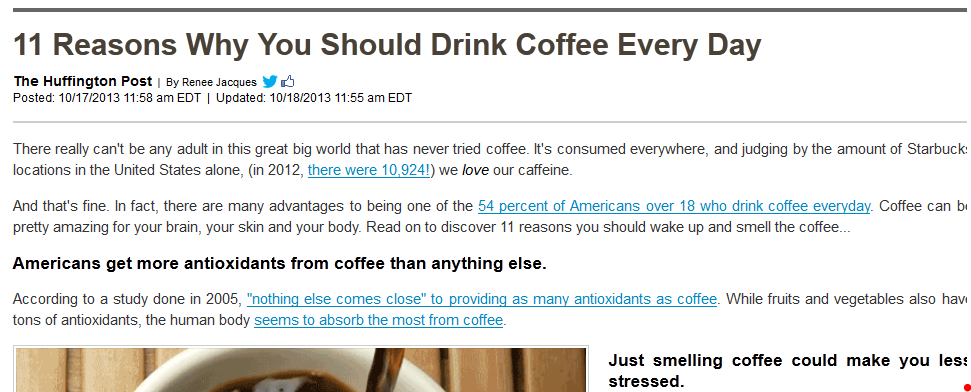 11 Reasons Why You Should Drink Coffee Every Day
The Huffington Post | By Renee Jacques
Posted: 10/17/2013 11:58 am EDT | Updated: 10/18/2013 11:55 am EDT
There really can't be any adult in this great big world that has never tried coffee. It's consumed everywhere, and judging by the amount of Starbucks
locations in the United States alone, (in 2012, there were 10,924!) we love our caffeine.
And that's fine. In fact, there are many advantages to being one of the 54 percent of Americans over 18 who drink coffee everyday. Coffee can be
pretty amazing for your brain, your skin and your body. Read on to discover 11 reasons you should wake up and smell the coffee...
Americans get more antioxidants from coffee than anything else.
According to a study done in 2005, "nothing else comes close" to providing as many antioxidants as coffee. While fruits and vegetables also have
tons of antioxidants, the human body seems to absorb the most from coffee.
Just smelling coffee could make you less
stressed.